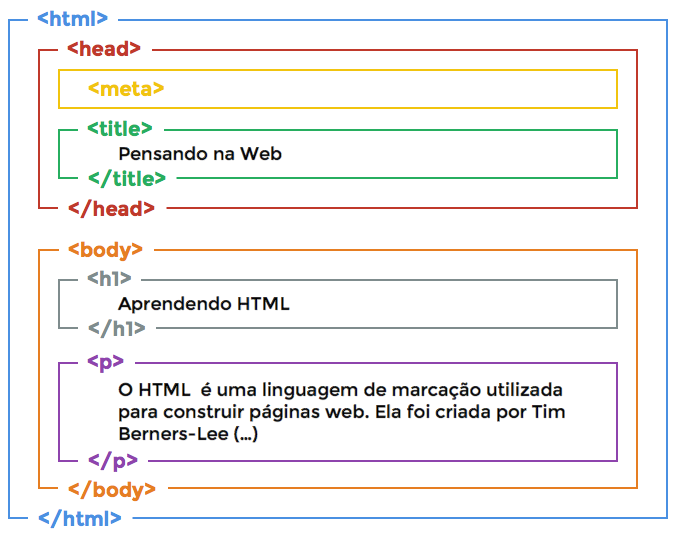 <html>
<head>
<meta>
<title>
Pensando na Web
</title>
</head>
<body>
<h1>
Aprendendo HTML
</h1>
<p>
O HTML é uma linguagem de marcação utilizada
para construir páginas web. Ela foi criada por Tim
Berners-Lee (...)
</p>
</body>
</html>